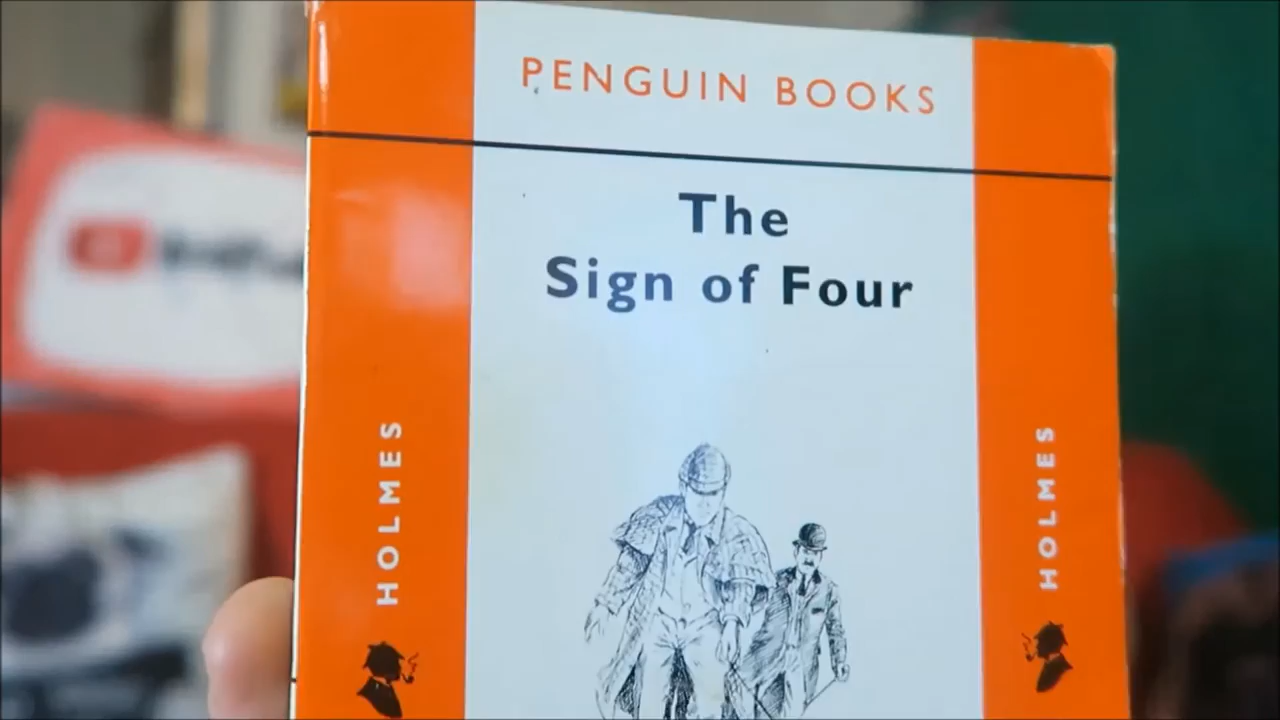 PENGUIN BOOKS
The
Sign of Four
HOLMES
HOLMES